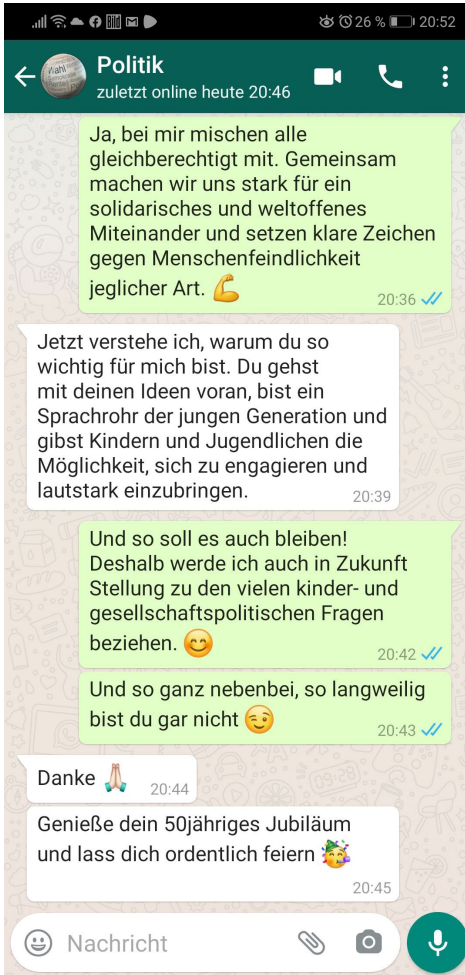 26 % 20:52
Politik
zuletzt online heute 20:46
Ja, bei mir mischen alle
gleichberechtigt mit. Gemeinsam
machen wir uns stark für ein
solidarisches und weltoffenes
Miteinander und setzen klare Zeichen
gegen Menschenfeindlichkeit
jeglicher Art. 💪
20:36
Jetzt verstehe ich, warum du so
wichtig für mich bist. Du gehst
mit deinen Ideen voran, bist ein
Sprachrohr der jungen Generation und
gibst Kindern und Jugendlichen die
Möglichkeit, sich zu engagieren und
lautstark einzubringen.
20:39
Und so soll es auch bleiben!
Deshalb werde ich auch in Zukunft
Stellung zu den vielen kinder- und
gesellschaftspolitischen Fragen
beziehen. 😊
20:42
Und so ganz nebenbei, so langweilig
bist du gar nicht 😉
20:43
Danke 🙏🏻
20:44
Genieße dein 50jähriges Jubiläum
und lass dich ordentlich feiern 🥳
20:45
Nachricht